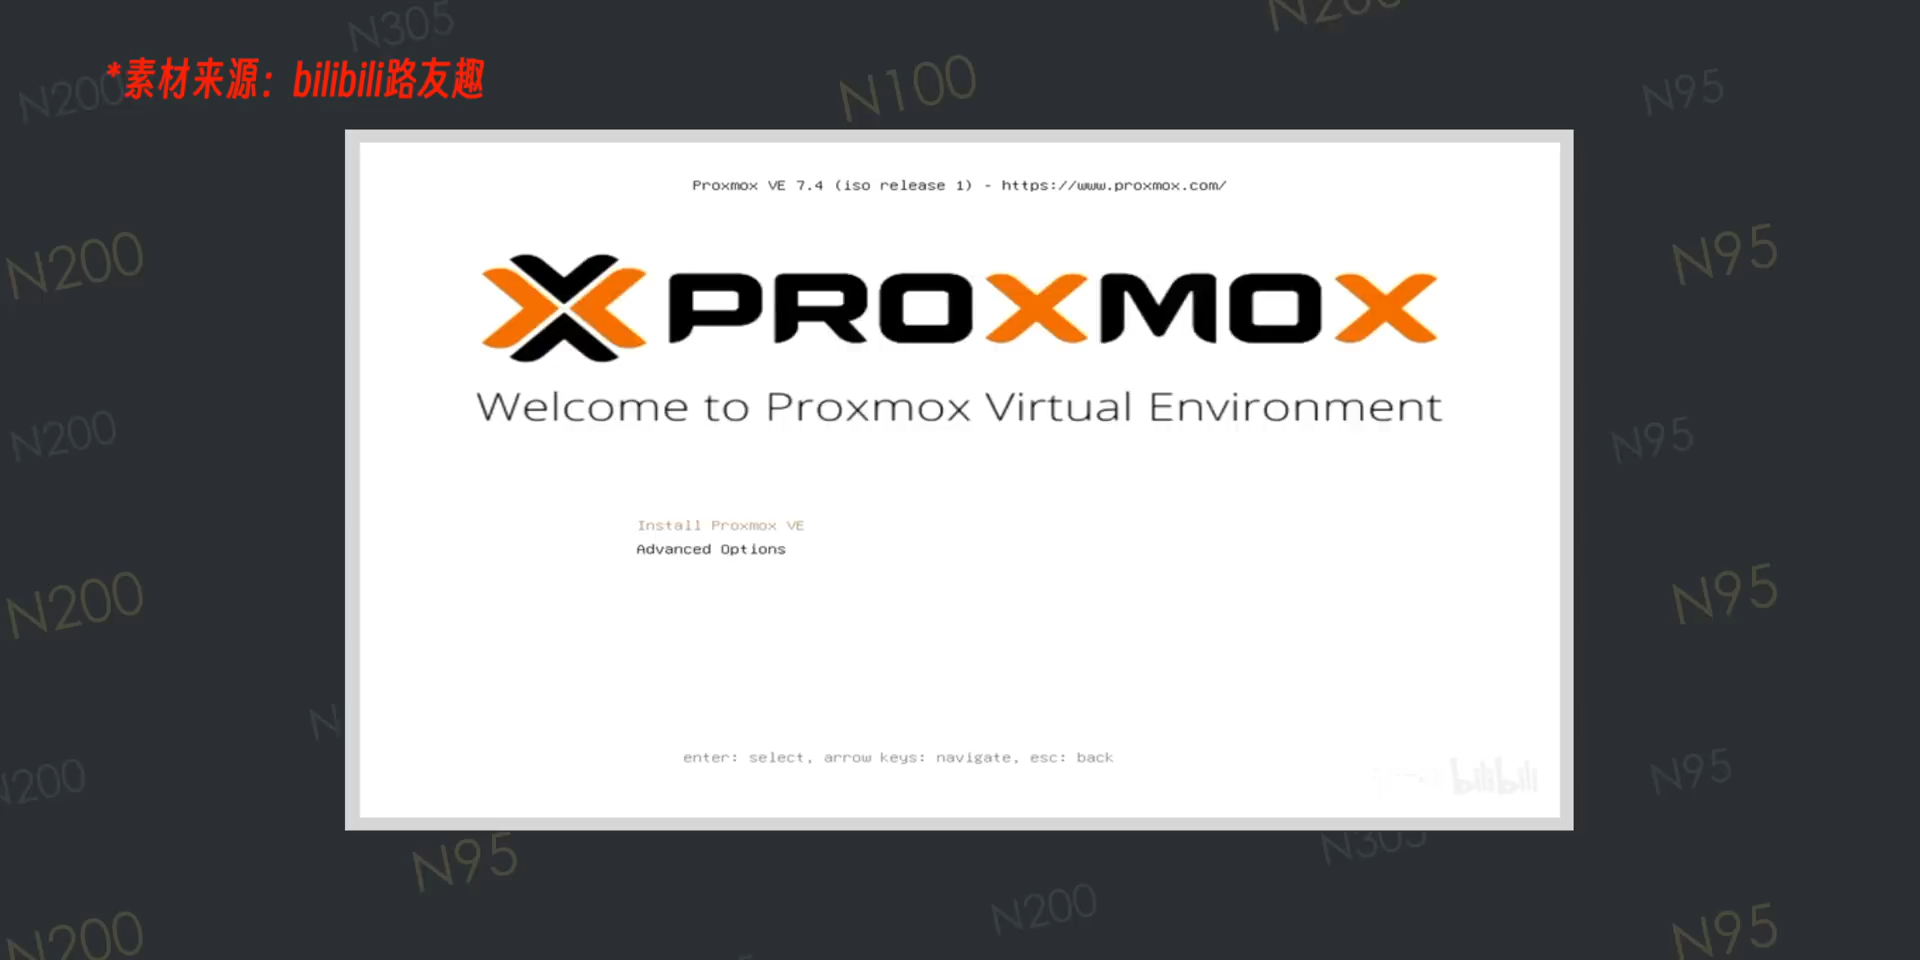 N305
N200
*素材来源：bilibili路友趣
N200
N100
N95
Proxmox VE 7.4 (iso release 1) - https://www.proxmox.com/
PROXMOX
N200
N95
Welcome to Proxmox Virtual Environment
N200
N95
Install Proxmox VE
Advanced Options
N200
N95
enter: select, arrow keys: navigate, esc: back
bilibili
N200
N95
N95
N305
N200
N200
N95